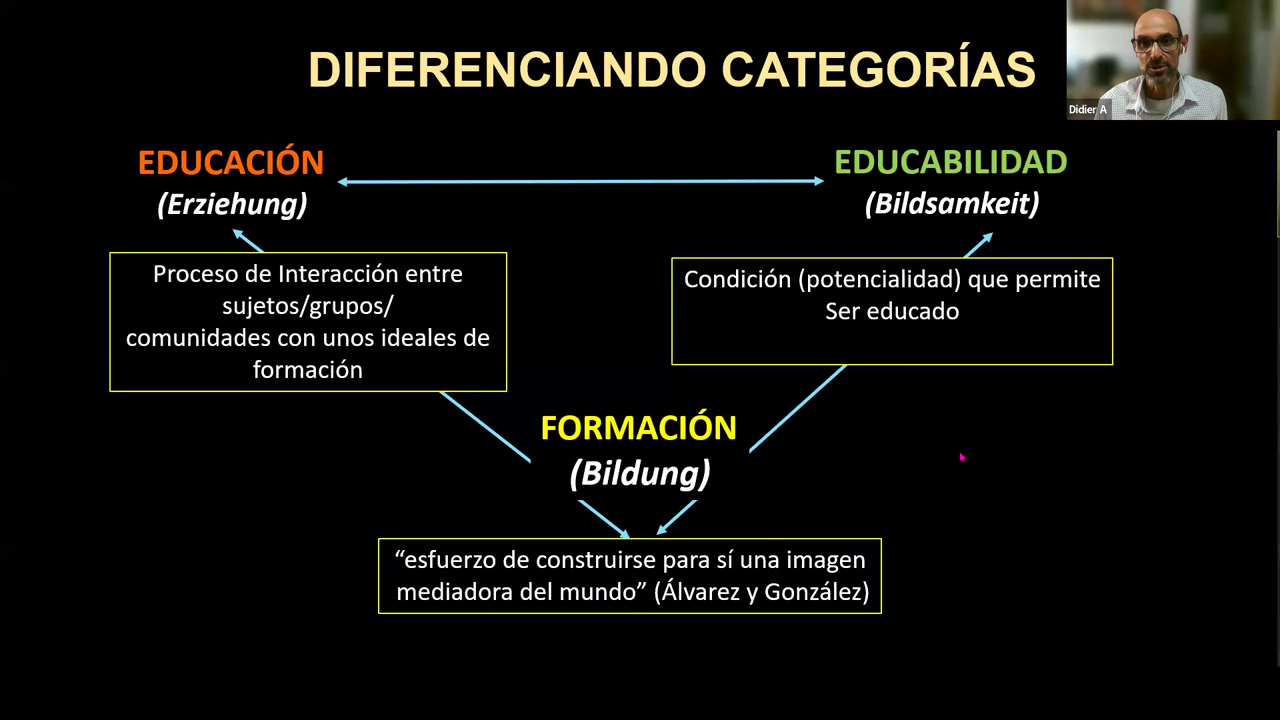 DIFERENCIANDO CATEGORÍAS
Didier A
EDUCACIÓN
(Erziehung)
EDUCABILIDAD
(Bildsamkeit)
Proceso de Interacción entre
sujetos/grupos/
comunidades con unos ideales de
formación
Condición (potencialidad) que permite
Ser educado
FORMACIÓN
(Bildung)
“esfuerzo de construirse para sí una imagen
mediadora del mundo” (Álvarez y González)